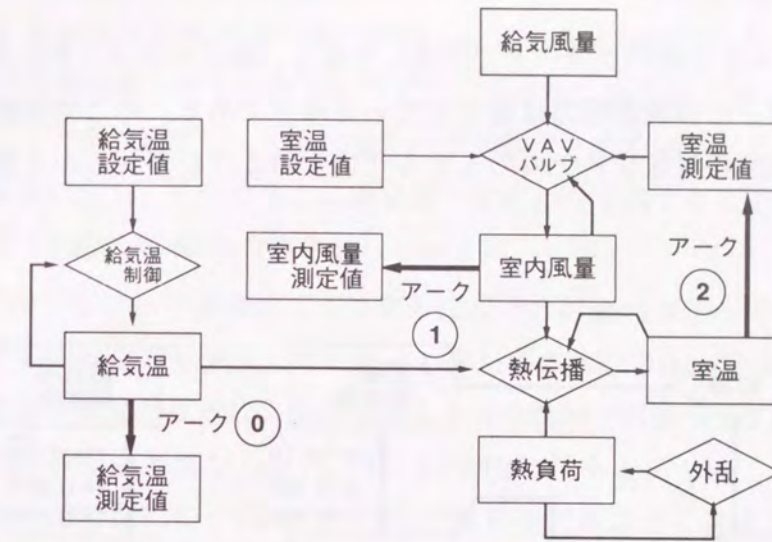 給気風量
給気温
設定値
室温
設定値
VAV
バルブ
室温
測定値
給気温
制御
室内風量
測定値
アーク
1
室内風量
アーク
2
給気温
熱伝播
室温
アーク
0
給気温
測定値
熱負荷
外乱